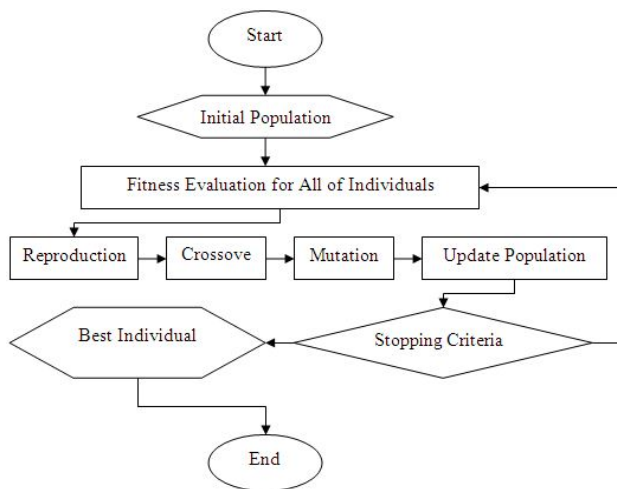 Start
Initial Population
Fitness Evaluation for All of Individuals
Reproduction
Crossove
Mutation
Update Population
Best Individual
Stopping Criteria
End